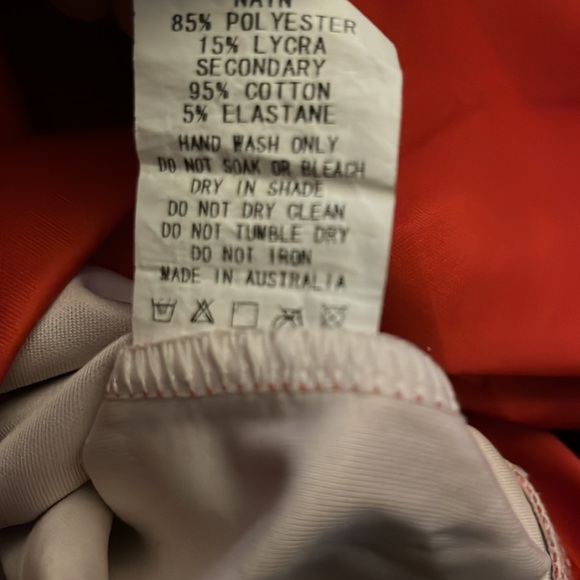 85% POLYESTER
15% LYCRA
SECONDARY
95% COTTON
5% ELASTANE
HAND WASH ONLY
DO NOT SOAK OR BLEACH
DRY IN SHADE
DO NOT DRY CLEAN
DO NOT TUMBLE DRY
DO NOT IRON
MADE IN AUSTRALIA